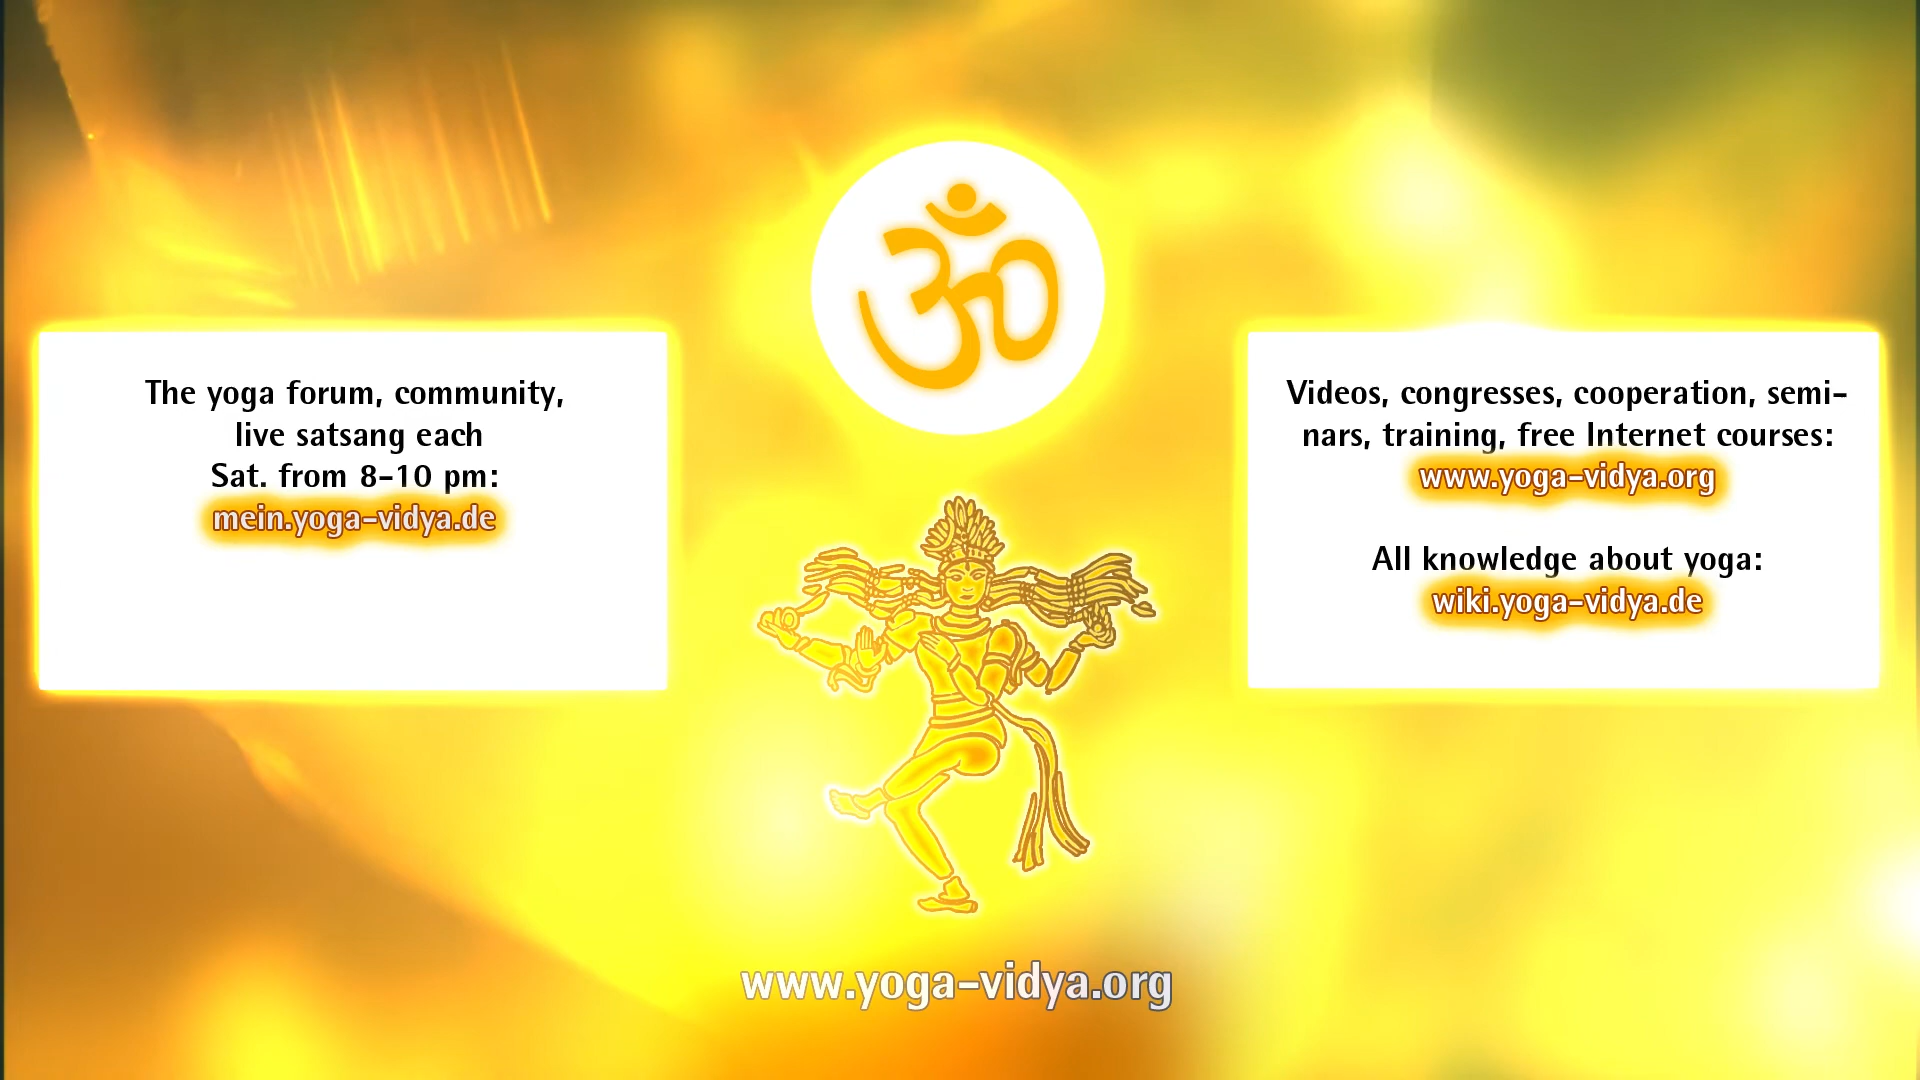 The yoga forum, community,
live satsang each
Sat. from 8-10 pm:
mein.yoga-vidya.de
ॐ
Videos, congresses, cooperation, semi-
nars, training, free Internet courses:
www.yoga-vidya.org
All knowledge about yoga:
wiki.yoga-vidya.de
www.yoga-vidya.org